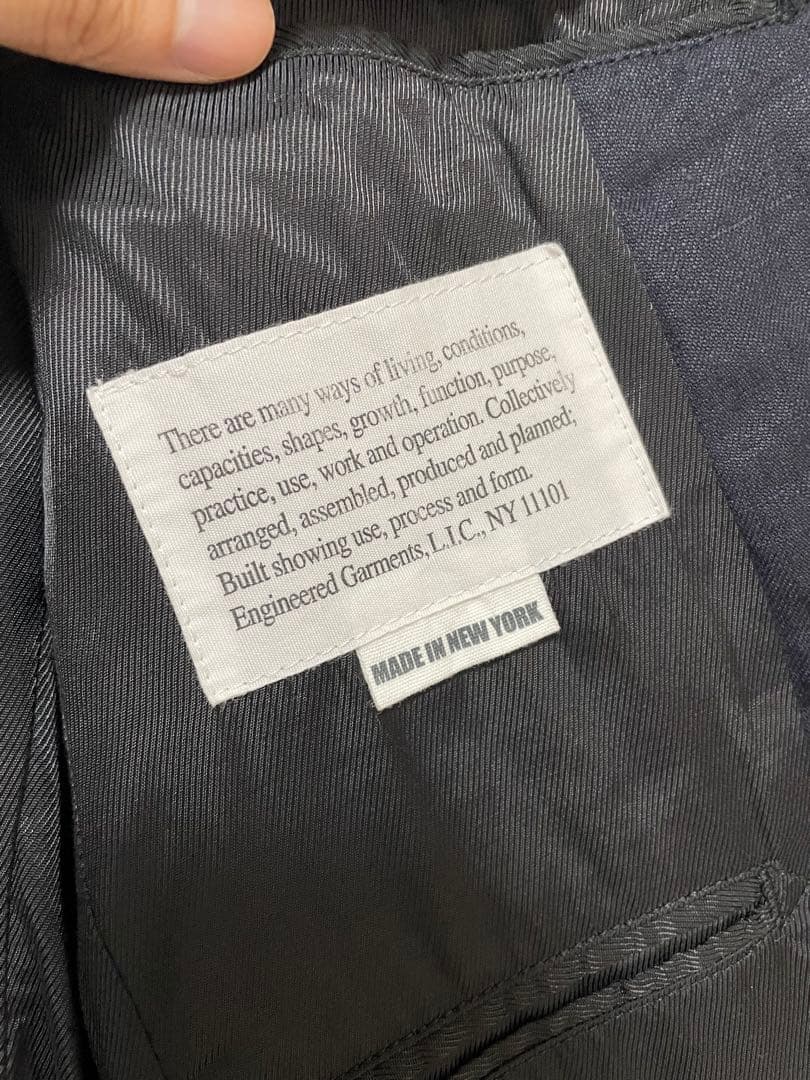 There are many ways of living, conditions,
capacities, shapes, growth, function, purpose,
practice, use, work and operation. Collectively
arranged, assembled, produced and planned;
Built showing use, process and form.
Engineered Garments, L.I.C., NY 11101
MADE IN NEW YORK